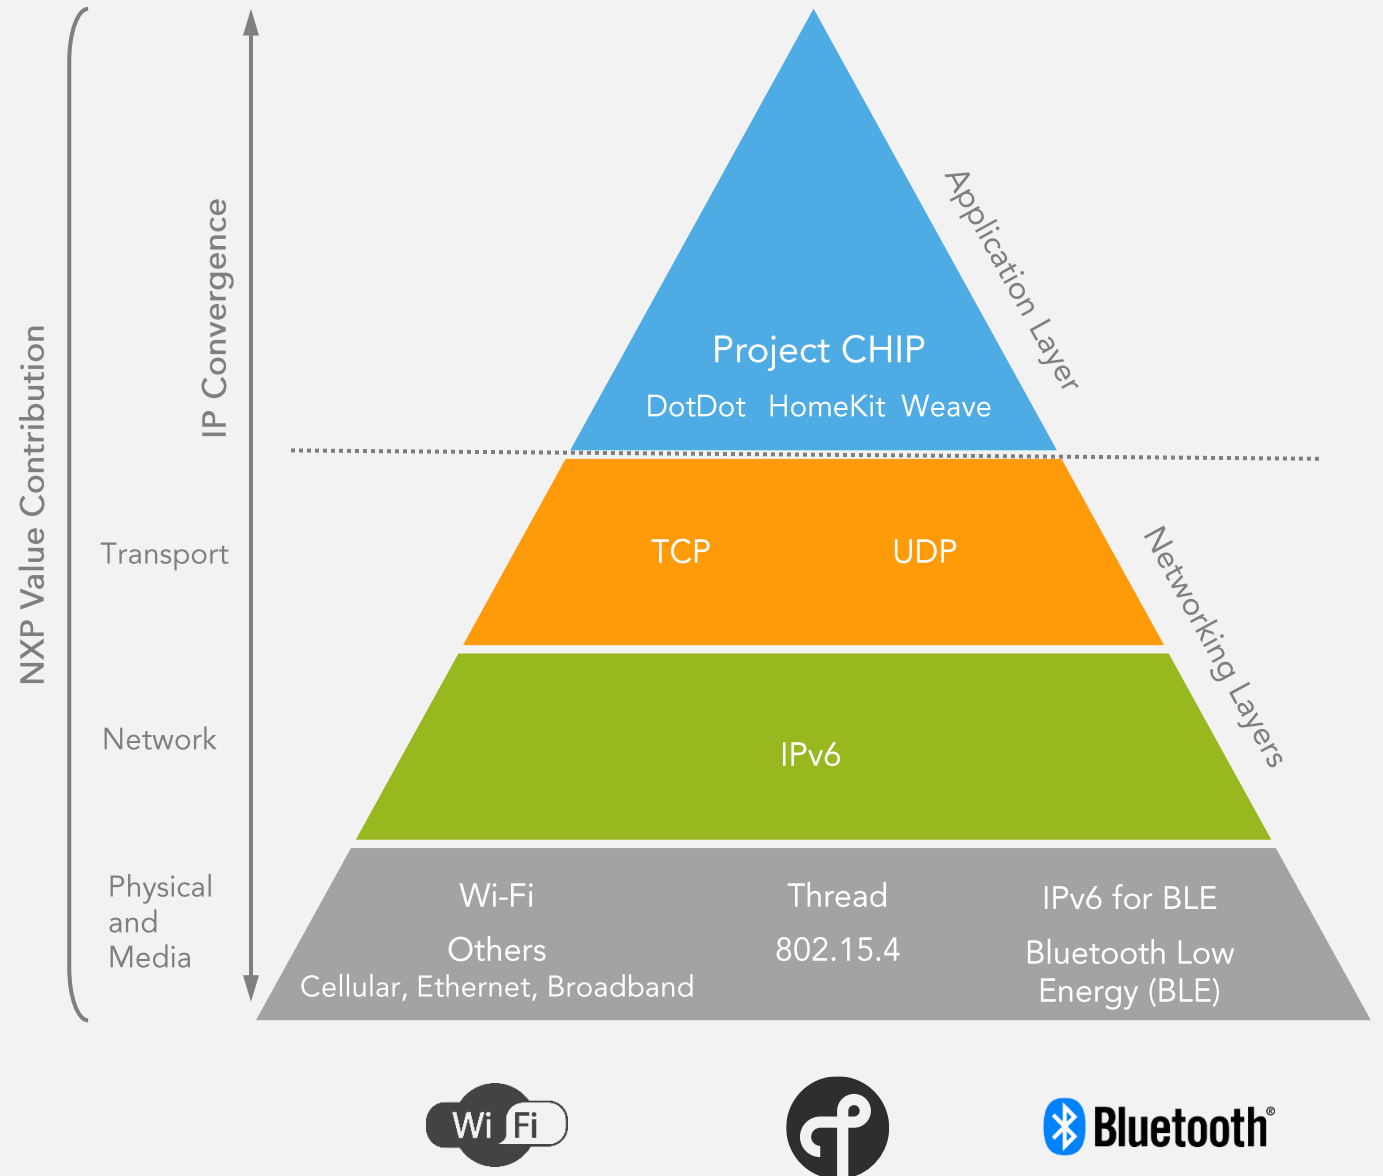 NXP Value Contribution
IP Convergence
Application Layer
Project CHIP
DotDot HomeKit Weave
Networking Layers
Transport
TCP UDP
Network
IPv6
Physical
and
Media
Wi-Fi
Others
Cellular, Ethernet, Broadband
Thread
802.15.4
IPv6 for BLE
Bluetooth Low
Energy (BLE)
Wi Fi
Bluetooth®